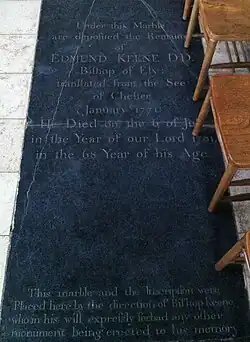 Under this Marble
are deposited the Remains
of
EDMUND KEENE D.D.
Bishop of Ely:
translated from the See
of Chester
(January 1771)
He Died on the 6 of
in the Year of our Lord
in the 68 Year of his Age
This marble and the Inscription were
Placed here by the direction of Bishop Keene
who in his will expressly forbad any other
monument being erected to his memory